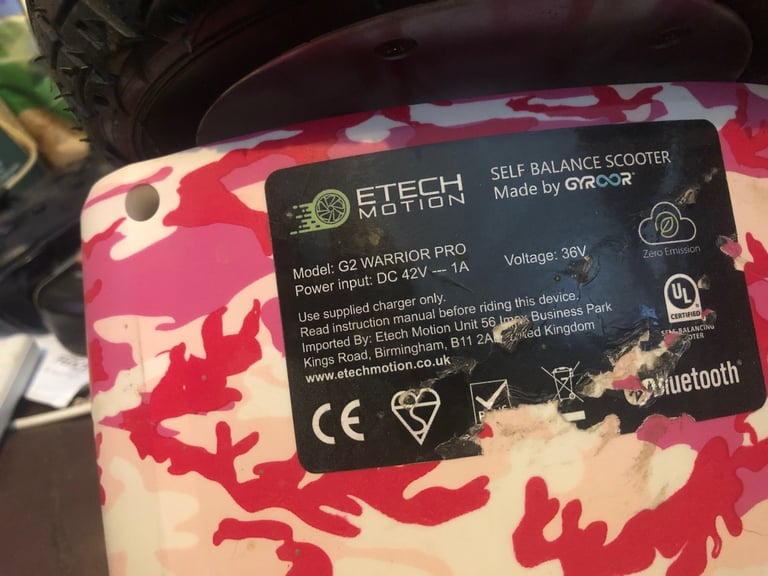 ETECH
MOTION
SELF BALANCE SCOOTER
Made by GYROOR
Model: G2 WARRIOR PRO
Voltage: 36V
Power input: DC 42V --- 1A
Zero Emission
Use supplied charger only.
Read instruction manual before riding this device.
Imported By: Etech Motion Unit 56 Business Park
Kings Road, Birmingham, B11 Kingdom
www.etechmotion.co.uk
UL
CERTIFIED
CE
S
Bluetooth